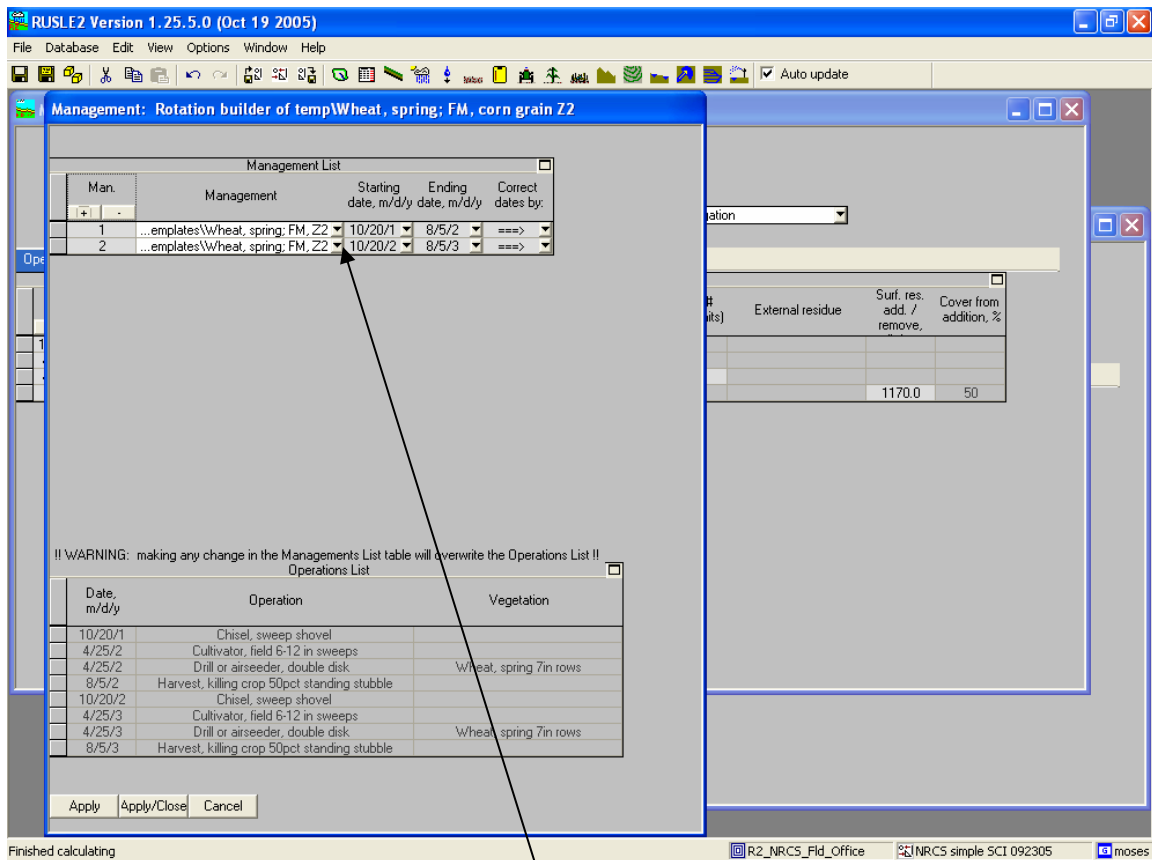 RUSLE2 Version 1.25.5.0 (Oct 19 2005)
File Database Edit View Options Window Help
Auto update
Management: Rotation builder of temp\Wheat, spring; FM, corn grain Z2
Management List
Man.
Management
Starting date, m/d/y
Ending date, m/d/y
Correct dates by:
+ -
1 ...emplates\Wheat, spring; FM, Z2 10/20/1 8/5/2 ===>
2 ...emplates\Wheat, spring; FM, Z2 10/20/2 8/5/3 ===>
Ope
External residue
Surf. res. add. / remove,
Cover from addition, %
1170.0 50
!! WARNING: making any change in the Managements List table will overwrite the Operations List !!
Operations List
Date, m/d/y
Operation
Vegetation
10/20/1 Chisel, sweep shovel
4/25/2 Cultivator, field 6-12 in sweeps
4/25/2 Drill or airseeder, double disk Wheat, spring 7in rows
8/5/2 Harvest, killing crop 50pct standing stubble
10/20/2 Chisel, sweep shovel
4/25/3 Cultivator, field 6-12 in sweeps
4/25/3 Drill or airseeder, double disk Wheat, spring 7in rows
8/5/3 Harvest, killing crop 50pct standing stubble
Apply Apply/Close Cancel
Finished calculating
R2_NRCS_Fld_Office
NRCS simple SCI 092305
moses